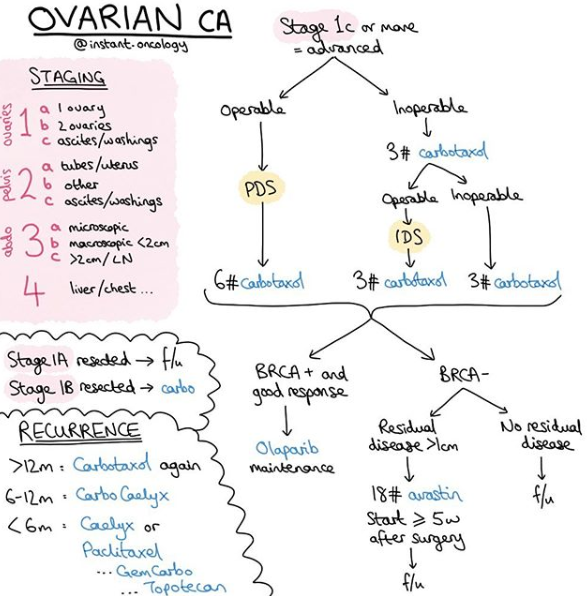 OVARIAN CA
@instant.oncology
STAGING
ovaries
1
a 1 ovary
b 2 ovaries
c ascites/washings
pelvis
2
a tubes/uterus
b other
c ascites/washings
abdo
3
a microscopic
b macroscopic <2cm
c >2cm/LN
4 liver/chest ...
Stage 1A resected → f/u
Stage 1B resected → carbo
RECURRENCE
>12m : Carbotaxol again
6-12m : Carbo Caelyx
<6m : Caelyx or
Paclitaxel
... GemCarbo
... Topotecan
Stage 1c or more
= advanced
Operable
Inoperable
3# carbotaxol
PDS
Operable
Inoperable
IDS
6# Carbotaxol
3# carbotaxol
3# carbotaxol
BRCA + and
good response
Olaparib
maintenance
BRCA-
Residual
disease >1cm
No residual
disease
18# avastin
Start ≥ 5w
after surgery
f/u
f/u